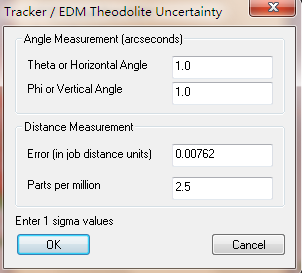 Tracker / EDM Theodolite Uncertainty
Angle Measurement (arcseconds)
Theta or Horizontal Angle 1.0
Phi or Vertical Angle 1.0
Distance Measurement
Error (in job distance units) 0.00762
Parts per million 2.5
Enter 1 sigma values
OK Cancel